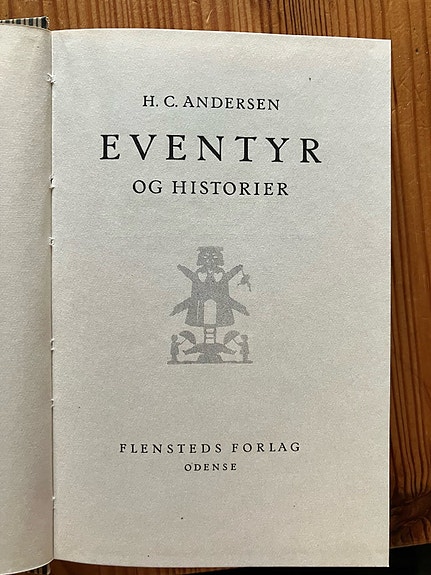 H. C. ANDERSEN
EVENTYR
OG HISTORIER
FLENSTEDS FORLAG
ODENSE